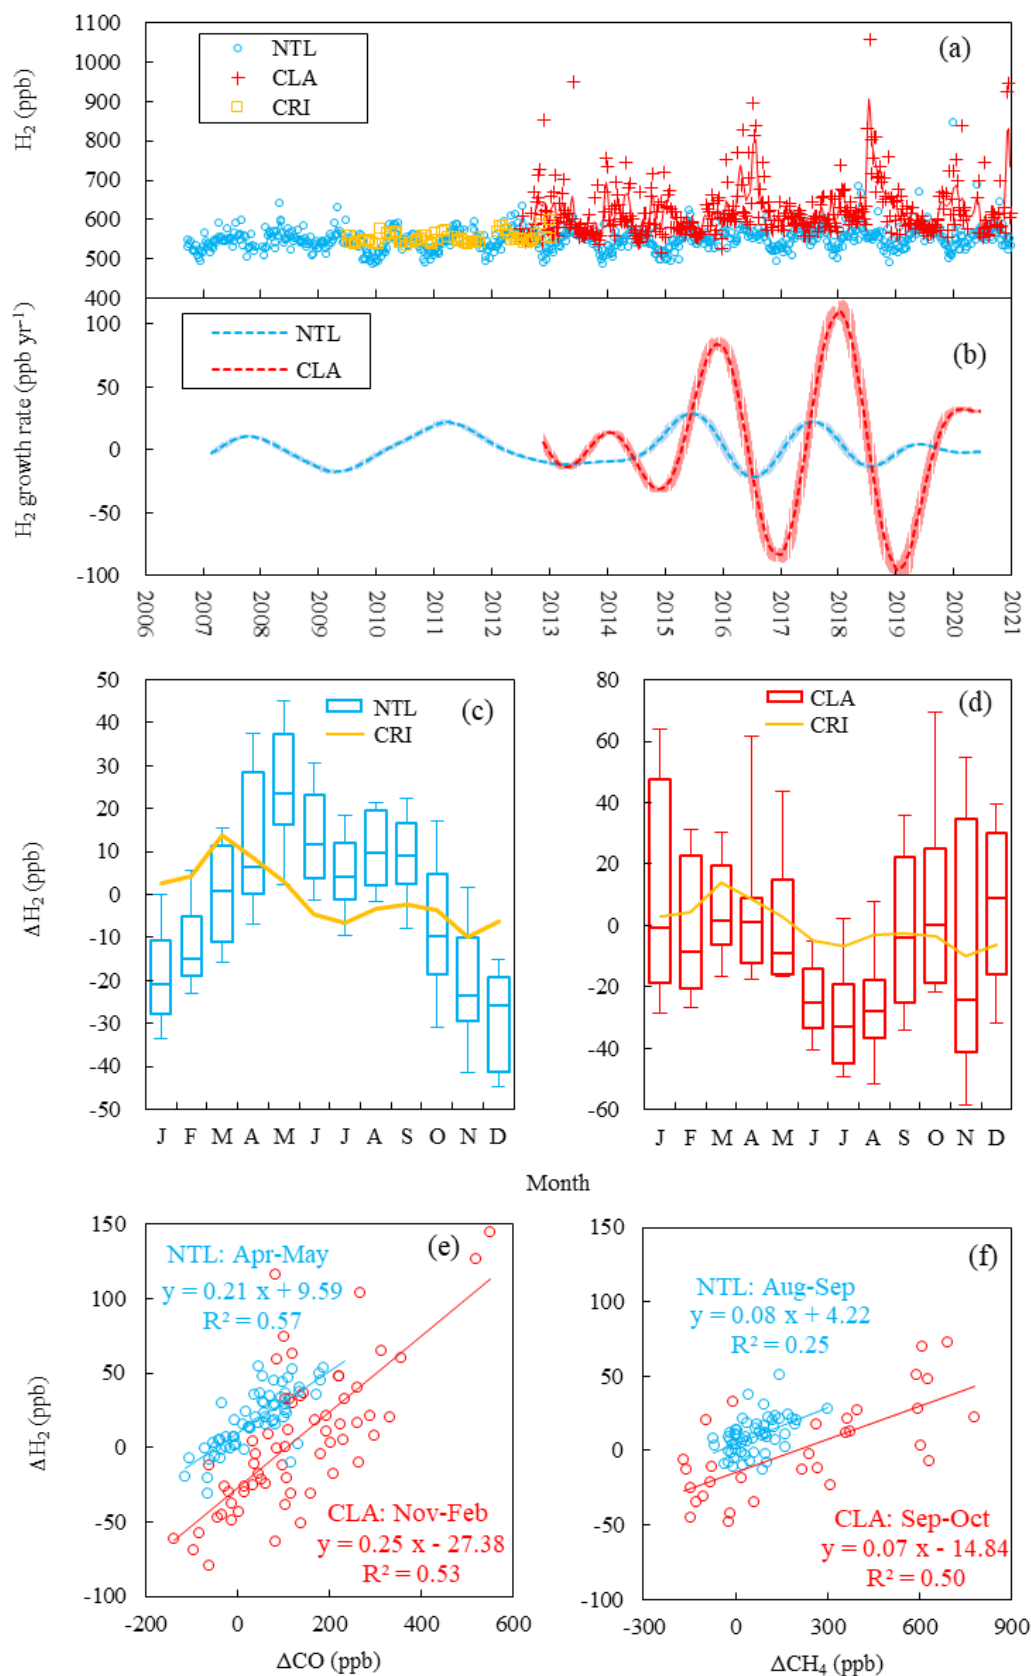 1100
1000
900
800
700
600
500
400
H₂ (ppb)
NTL
CLA
CRI
(a)
100
50
0
-50
-100
H₂ growth rate (ppb yr⁻¹)
NTL
CLA
(b)
2006 2007 2008 2009 2010 2011 2012 2013 2014 2015 2016 2017 2018 2019 2020 2021
50
40
30
20
10
0
-10
-20
-30
-40
-50
ΔH₂ (ppb)
NTL
CRI
(c)
J F M A M J J A S O N D
80
60
40
20
0
-20
-40
-60
CLA
CRI
(d)
J F M A M J J A S O N D
Month
150
100
50
0
-50
-100
ΔH₂ (ppb)
NTL: Apr-May
y = 0.21 x + 9.59
R² = 0.57
(e)
CLA: Nov-Feb
y = 0.25 x - 27.38
R² = 0.53
-200 0 200 400 600
ΔCO (ppb)
150
100
50
0
-50
-100
NTL: Aug-Sep
y = 0.08 x + 4.22
R² = 0.25
(f)
CLA: Sep-Oct
y = 0.07 x - 14.84
R² = 0.50
-300 0 300 600 900
ΔCH₄ (ppb)